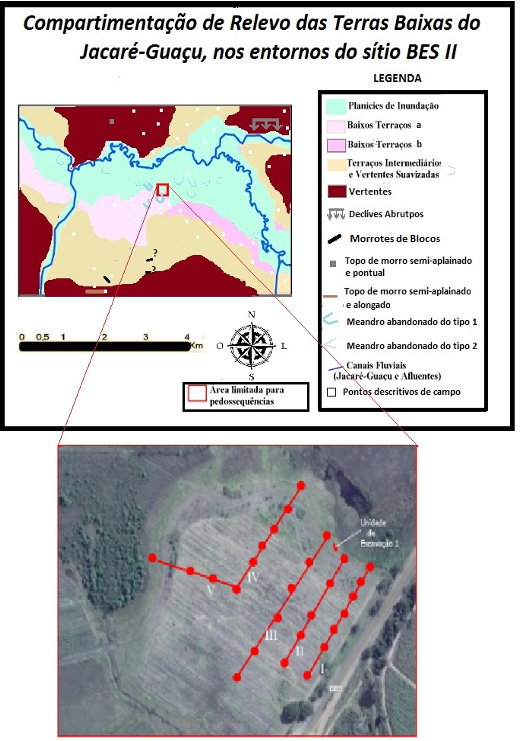 Compartimentação de Relevo das Terras Baixas do
Jacaré-Guaçu, nos entornos do sítio BES II
LEGENDA
Planícies de Inundação
Baixos Terraços a
Baixos Terraços b
Terraços Intermediários
e Vertentes Suavizadas
Vertentes
Declives Abrutpos
Morrotes de Blocos
Topo de morro semi-aplainado
e pontual
Topo de morro semi-aplainado
e alongado
Meandro abandonado do tipo 1
Meandro abandonado do tipo 2
Canais Fluviais
(Jacaré-Guaçu e Afluentes)
Pontos descritivos de campo
?
?
0 0,5 1 2 3 4
Km
N
O L
S
Area limitada para
pedossequências
Unidade
de
Escavação 1
IV
V
III
II
I